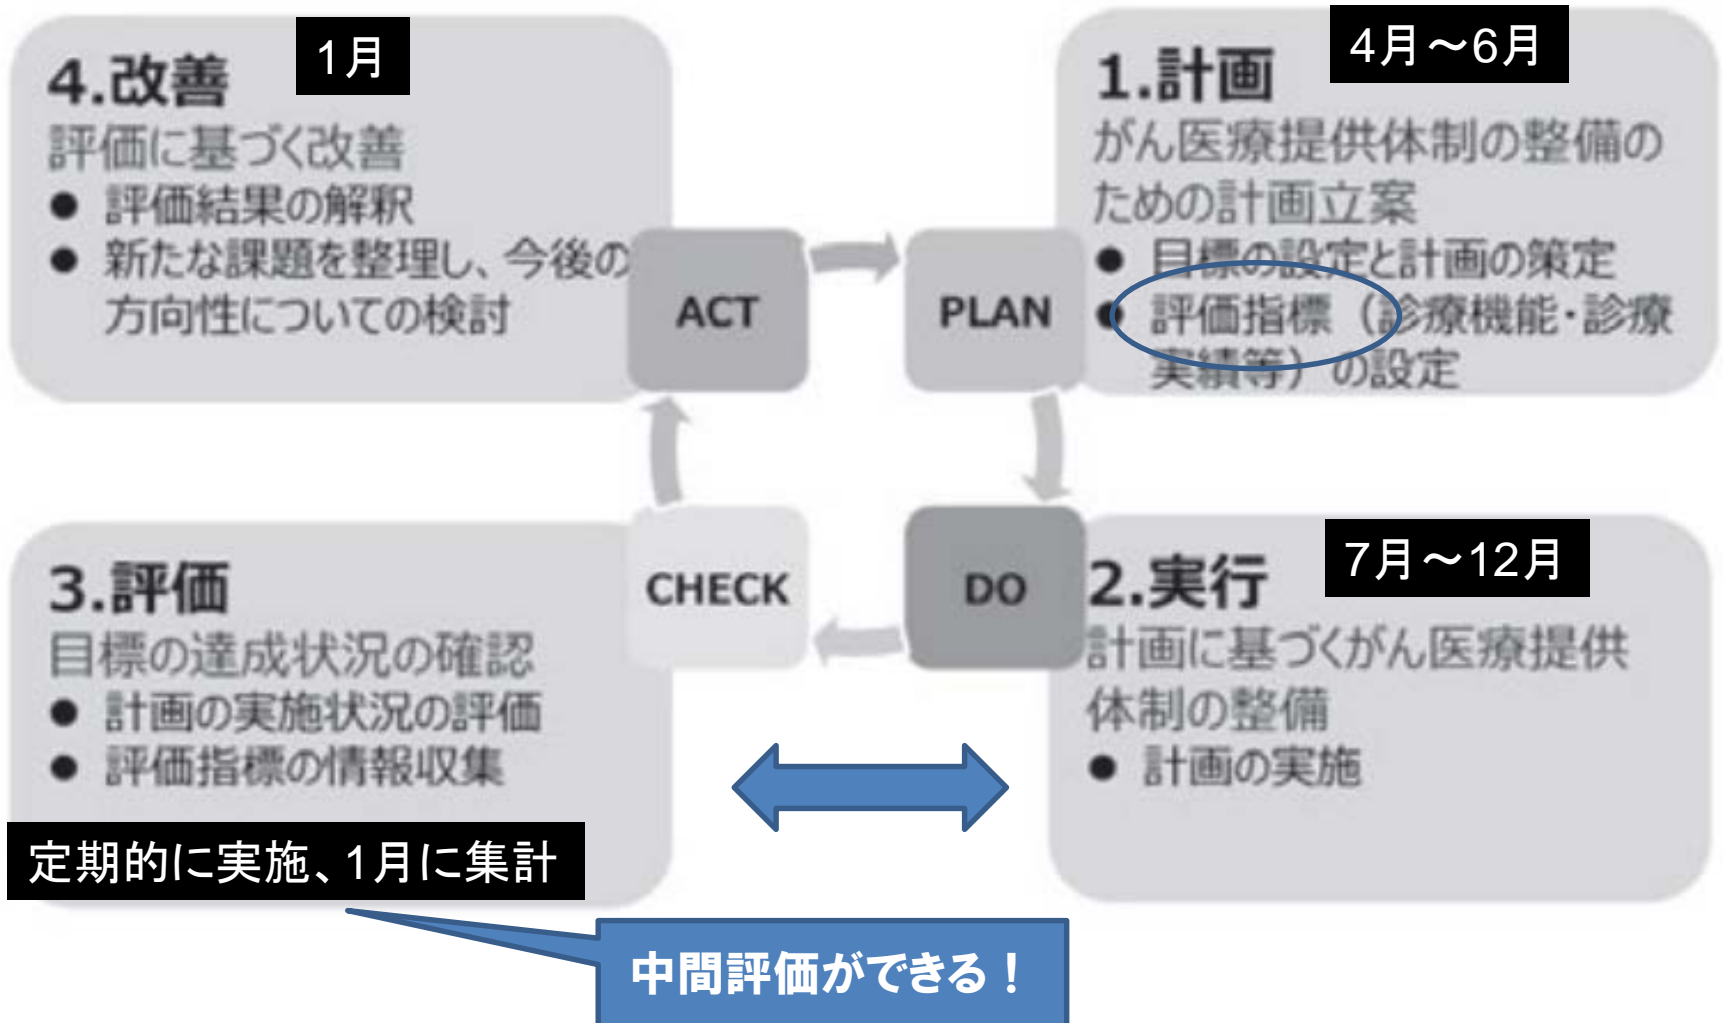 4.改善
1月
評価に基づく改善
● 評価結果の解釈
● 新たな課題を整理し、今後の
方向性についての検討
1.計画
4月～6月
がん医療提供体制の整備の
ための計画立案
● 目標の設定と計画の策定
● 評価指標（診療機能・診療
実績等）の設定
ACT
PLAN
CHECK
DO
3.評価
目標の達成状況の確認
● 計画の実施状況の評価
● 評価指標の情報収集
定期的に実施、1月に集計
2.実行
7月～12月
計画に基づくがん医療提供
体制の整備
● 計画の実施
中間評価ができる！